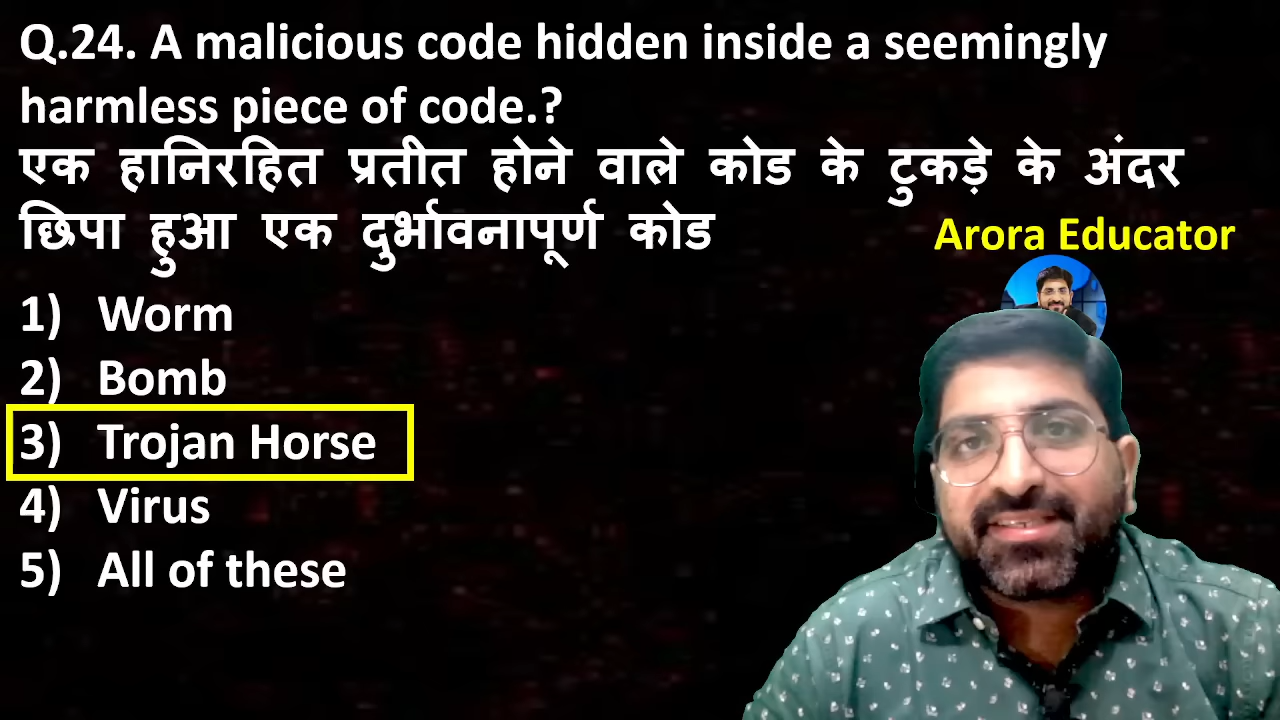 Q.24. A malicious code hidden inside a seemingly
harmless piece of code.?
एक हानिरहित प्रतीत होने वाले कोड के टुकड़े के अंदर
छिपा हुआ एक दुर्भावनापूर्ण कोड
Arora Educator
1) Worm
2) Bomb
3) Trojan Horse
4) Virus
5) All of these